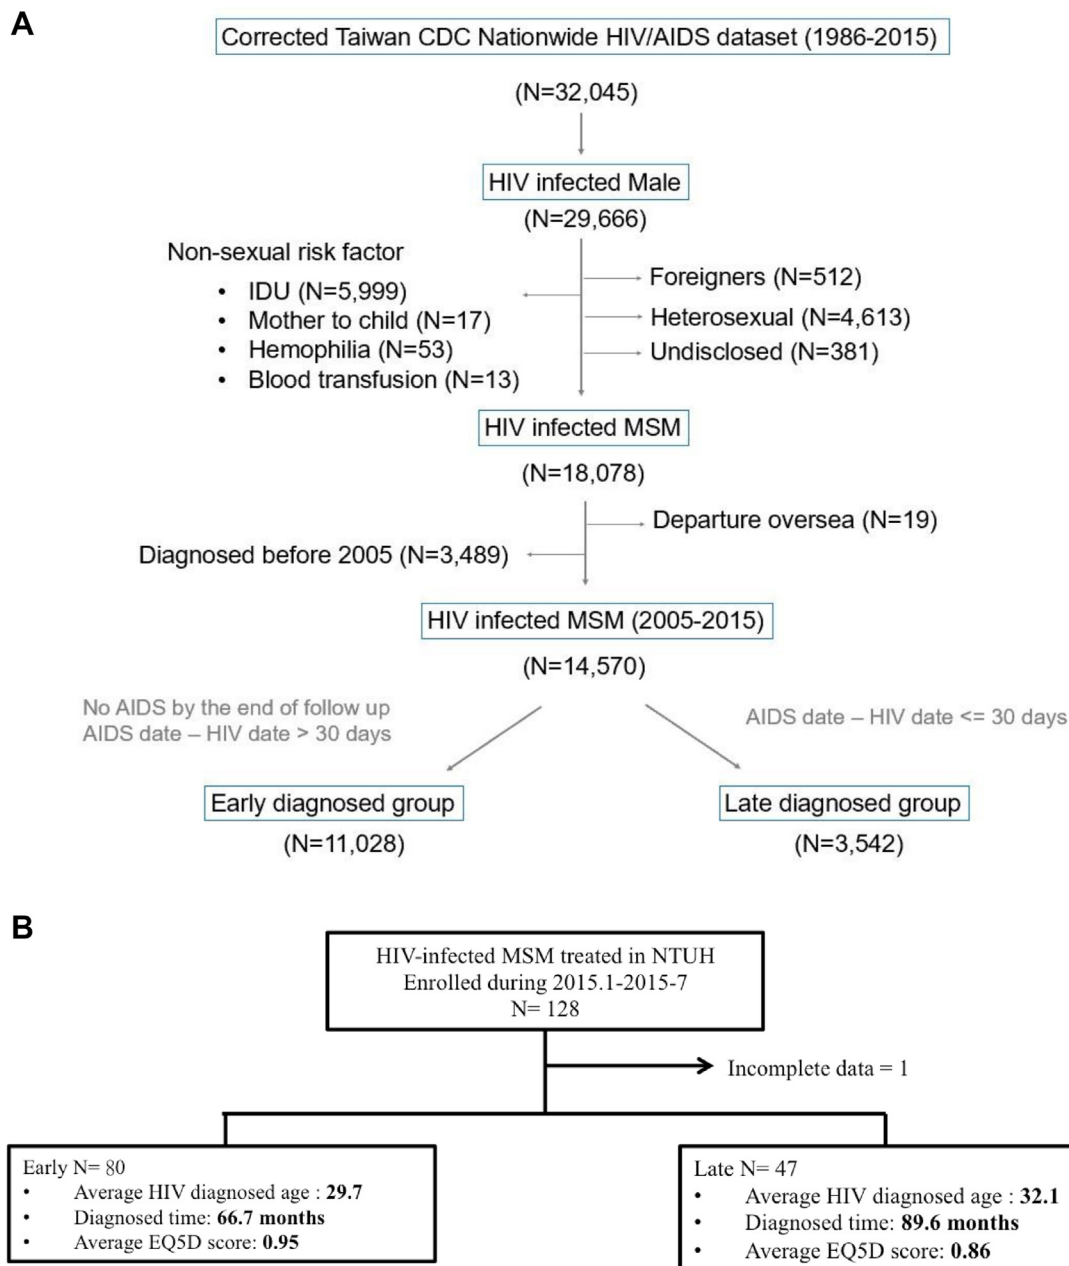 A
Corrected Taiwan CDC Nationwide HIV/AIDS dataset (1986-2015)
(N=32,045)
HIV infected Male
(N=29,666)
Non-sexual risk factor
• IDU (N=5,999)
• Mother to child (N=17)
• Hemophilia (N=53)
• Blood transfusion (N=13)
Foreigners (N=512)
Heterosexual (N=4,613)
Undisclosed (N=381)
HIV infected MSM
(N=18,078)
Departure oversea (N=19)
Diagnosed before 2005 (N=3,489)
HIV infected MSM (2005-2015)
(N=14,570)
No AIDS by the end of follow up
AIDS date – HIV date > 30 days
AIDS date – HIV date <= 30 days
Early diagnosed group
(N=11,028)
Late diagnosed group
(N=3,542)
B
HIV-infected MSM treated in NTUH
Enrolled during 2015.1-2015-7
N= 128
Incomplete data = 1
Early N= 80
• Average HIV diagnosed age : 29.7
• Diagnosed time: 66.7 months
• Average EQ5D score: 0.95
Late N= 47
• Average HIV diagnosed age : 32.1
• Diagnosed time: 89.6 months
• Average EQ5D score: 0.86